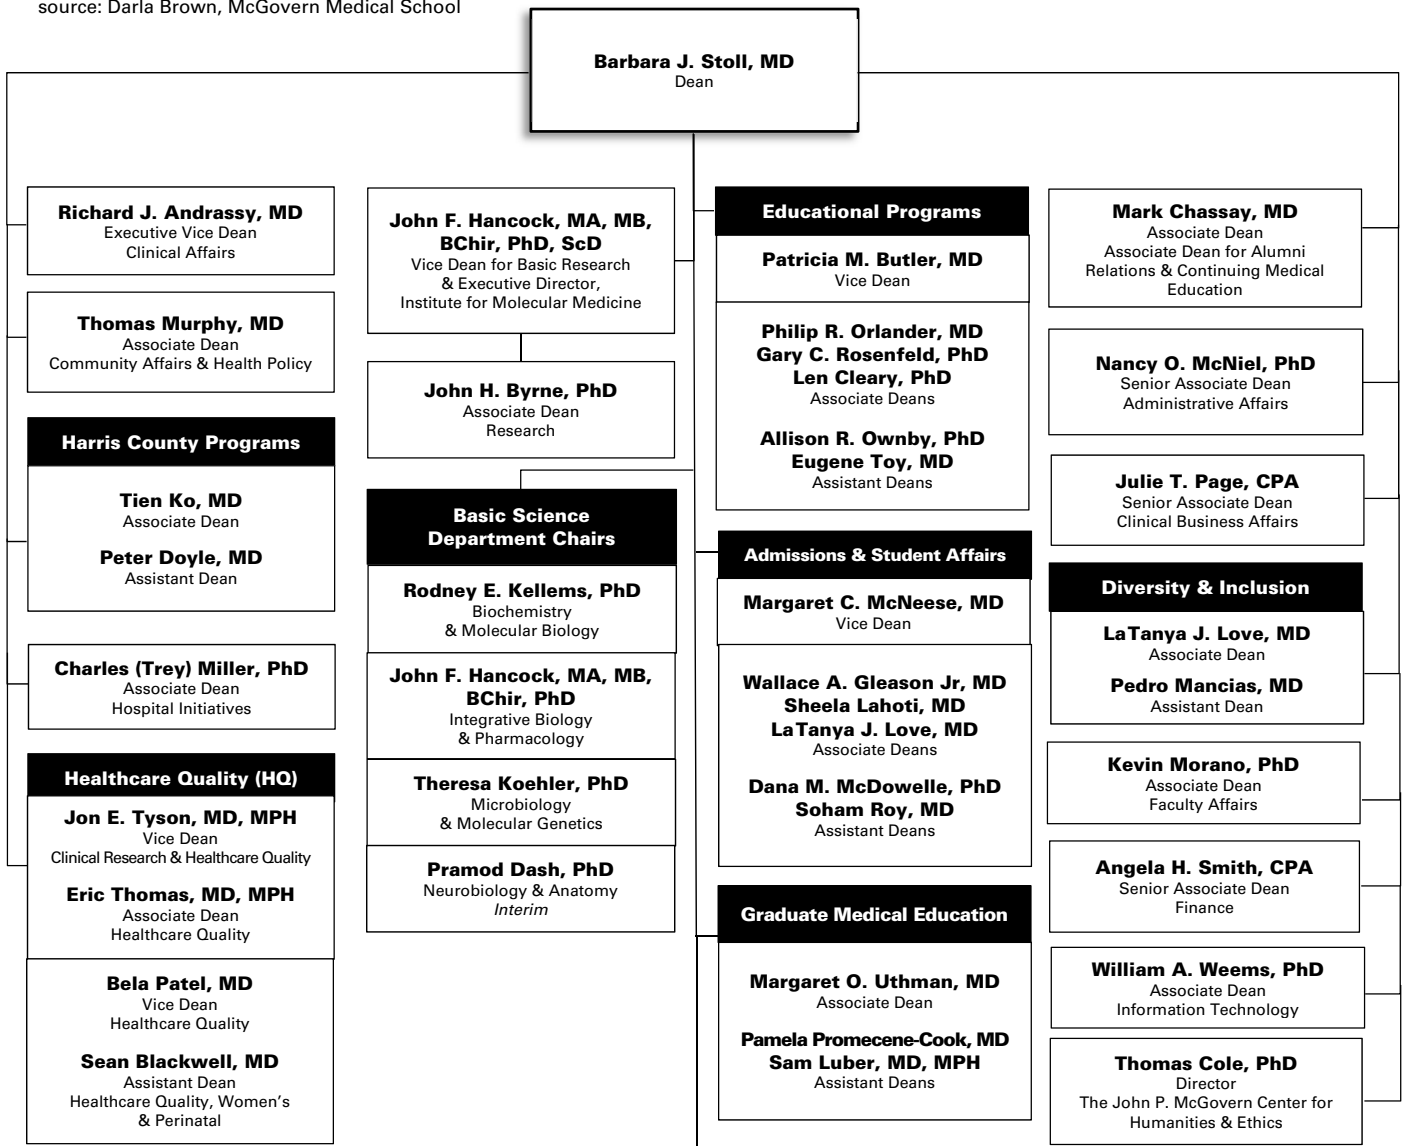 source: Darla Brown, McGovern Medical School
Barbara J. Stoll, MD
Dean
Richard J. Andrassy, MD
Executive Vice Dean
Clinical Affairs
Thomas Murphy, MD
Associate Dean
Community Affairs & Health Policy
Harris County Programs
Tien Ko, MD
Associate Dean
Peter Doyle, MD
Assistant Dean
Charles (Trey) Miller, PhD
Associate Dean
Hospital Initiatives
Healthcare Quality (HQ)
Jon E. Tyson, MD, MPH
Vice Dean
Clinical Research & Healthcare Quality
Eric Thomas, MD, MPH
Associate Dean
Healthcare Quality
Bela Patel, MD
Vice Dean
Healthcare Quality
Sean Blackwell, MD
Assistant Dean
Healthcare Quality, Women's
& Perinatal
John F. Hancock, MA, MB,
BChir, PhD, ScD
Vice Dean for Basic Research
& Executive Director,
Institute for Molecular Medicine
John H. Byrne, PhD
Associate Dean
Research
Basic Science
Department Chairs
Rodney E. Kellems, PhD
Biochemistry
& Molecular Biology
John F. Hancock, MA, MB,
BChir, PhD
Integrative Biology
& Pharmacology
Theresa Koehler, PhD
Microbiology
& Molecular Genetics
Pramod Dash, PhD
Neurobiology & Anatomy
Interim
Educational Programs
Patricia M. Butler, MD
Vice Dean
Philip R. Orlander, MD
Gary C. Rosenfeld, PhD
Len Cleary, PhD
Associate Deans
Allison R. Ownby, PhD
Eugene Toy, MD
Assistant Deans
Admissions & Student Affairs
Margaret C. McNeese, MD
Vice Dean
Wallace A. Gleason Jr, MD
Sheela Lahoti, MD
LaTanya J. Love, MD
Associate Deans
Dana M. McDowelle, PhD
Soham Roy, MD
Assistant Deans
Graduate Medical Education
Margaret O. Uthman, MD
Associate Dean
Pamela Promecene-Cook, MD
Sam Luber, MD, MPH
Assistant Deans
Mark Chassay, MD
Associate Dean
Associate Dean for Alumni
Relations & Continuing Medical
Education
Nancy O. McNiel, PhD
Senior Associate Dean
Administrative Affairs
Julie T. Page, CPA
Senior Associate Dean
Clinical Business Affairs
Diversity & Inclusion
LaTanya J. Love, MD
Associate Dean
Pedro Mancias, MD
Assistant Dean
Kevin Morano, PhD
Associate Dean
Faculty Affairs
Angela H. Smith, CPA
Senior Associate Dean
Finance
William A. Weems, PhD
Associate Dean
Information Technology
Thomas Cole, PhD
Director
The John P. McGovern Center for
Humanities & Ethics